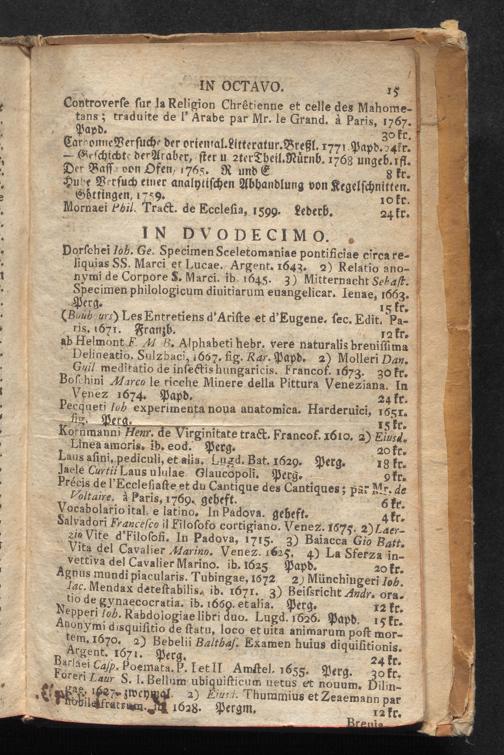 IN OCTAVO. 15
Controverse sur la Religion Chrêtienne et celle des Mahome-
tans; traduite de l' Arabe par Mr. le Grand. à Paris, 1767.
Papd. 30 kr.
Cardonne Versuche der oriental. Litteratur. Breßl. 1771. Papd. 24kr.
— Geschichte der Araber, 1ster u 2ter Theil. Nürnb. 1768 ungeb. 1fl.
Der Bassa von Ofen, 1765. R und E 8 kr.
Hube Versuch einer analytischen Abhandlung von Kegelschnitten.
Göttingen, 1759. 10 kr.
Mornaei Phil. Tract. de Ecclesia, 1599. Lederb. 24 kr.
IN DVODECIMO.
Dorschei Ioh. Ge. Specimen Sceletomaniae pontificiae circa re-
liquias SS. Marci et Lucae. Argent. 1643. 2) Relatio ano-
nymi de Corpore S. Marci. ib. 1645. 3) Mitternacht Sebast.
Specimen philologicum diuitiarum euangelicar. Ienae, 1663.
Perg. 15 kr.
(Bouhours) Les Entretiens d'Ariste et d'Eugene. sec. Edit. Pa-
ris. 1671. Franzb. 12 kr.
ab Helmont F. M B. Alphabeti hebr. vere naturalis breuissima
Delineatio. Sulzbaci, 1667. fig. Rar. Papd. 2) Molleri Dan.
Guil meditatio de insectis hungaricis. Francof. 1673. 30 kr.
Boschini Marco le ricche Minere della Pittura Veneziana. In
Venez 1674. Papd. 24 kr.
Pecqueti Ioh experimenta noua anatomica. Harderuici, 1651.
fig. Perg. 15 kr.
Kornmanni Henr. de Virginitate tract. Francof. 1610. 2) Eiusd.
Linea amoris. ib. eod. Perg. 20 kr.
Laus asini, pediculi, et alia. Lugd. Bat. 1629. Perg. 18 kr.
Jaele Curtii Laus ululae Glaucopoli. Perg. 9 kr.
Précis de l'Ecclesiaste et du Cantique des Cantiques; par Mr. de
Voltaire. à Paris, 1769. geheft. 6 kr.
Vocabolario ital. e latino. In Padova. geheft. 4 kr.
Salvadori Francesco il Filosofo cortigiano. Venez. 1675. 2) Laer-
zio Vite d'Filosofi. In Padova, 1715. 3) Baiacca Gio Batt.
Vita del Cavalier Marino. Venez. 1625. 4) La Sferza in-
vettiva del Cavalier Marino. ib. 1625 Papd. 20 kr.
Agnus mundi piacularis. Tubingae, 1672 2) Münchingeri Ioh.
Iac. Mendax detestabilis. ib. 1671. 3) Beisricht Andr. ora-
tio de gynaecocratia. ib. 1669. et alia. Perg. 12 kr.
Nepperi Ioh. Rabdologiae libri duo. Lugd. 1626. Papd. 15 kr.
Anonymi disquisitio de statu, loco et uita animarum post mor-
tem. 1670. 2) Bebelii Balthas. Examen huius disquisitionis.
Argent. 1671. Perg. 24 kr.
Barlaei Casp. Poemata. P. I et II Amstel. 1655. Perg. 30 kr.
Foreri Laur S. I. Bellum ubiquisticum uetus et nouum. Dilin-
gae. 1627. 2) Eiusd. Thummius et Zeaemann par
nobile fratrum. 1628. Pergm. 12 kr.
Breuia